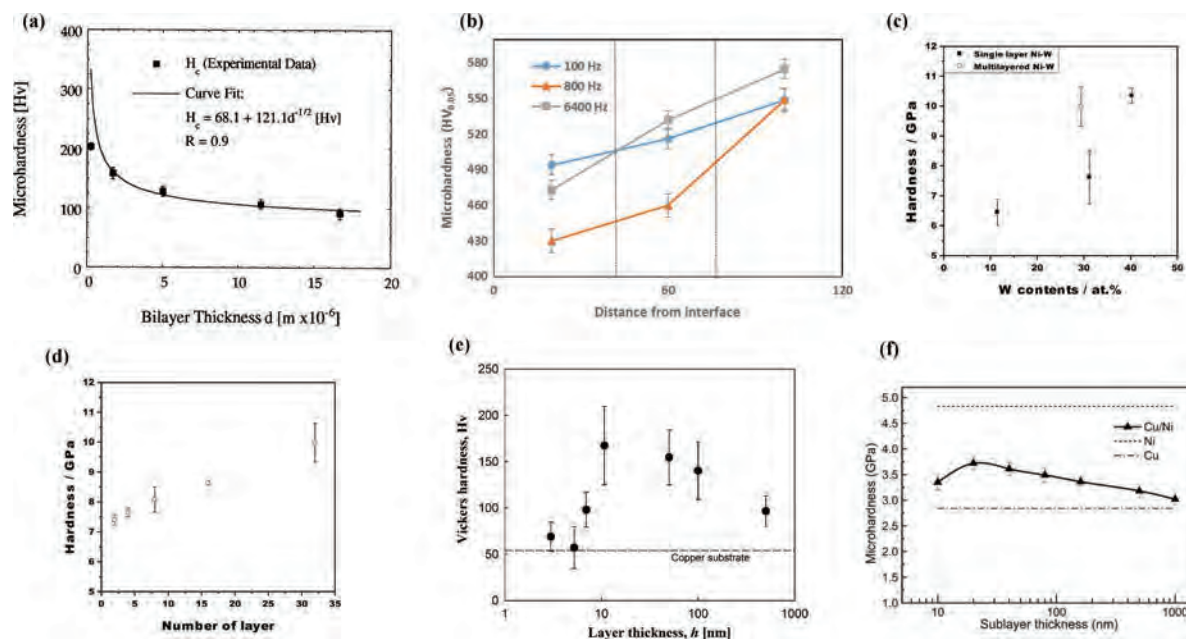 (a)
400
300
200
100
0
Microhardness [Hv]
H_c (Experimental Data)
Curve Fit:
H_c = 68.1 + 121.1d^-1/2 [Hv]
R = 0.9
0 5 10 15 20
Bilayer Thickness d [m x10^-6]
(b)
580
550
520
490
460
430
400
Microhardness (HV0.05)
100 Hz
800 Hz
6400 Hz
0 60 120
Distance from interface
(c)
12
11
10
9
8
7
6
5
Hardness / GPa
Single layer Ni-W
Multilayered Ni-W
0 10 20 30 40 50
W contents / at.%
(d)
12
11
10
9
8
7
6
5
Hardness / GPa
0 5 10 15 20 25 30 35
Number of layer
(e)
250
200
150
100
50
0
Vickers hardness, Hv
Copper substrate
1 10 100 1000
Layer thickness, h [nm]
(f)
5.0
4.5
4.0
3.5
3.0
2.5
2.0
1.5
1.0
Microhardness (GPa)
Cu/Ni
Ni
Cu
10 100 1000
Sublayer thickness (nm)